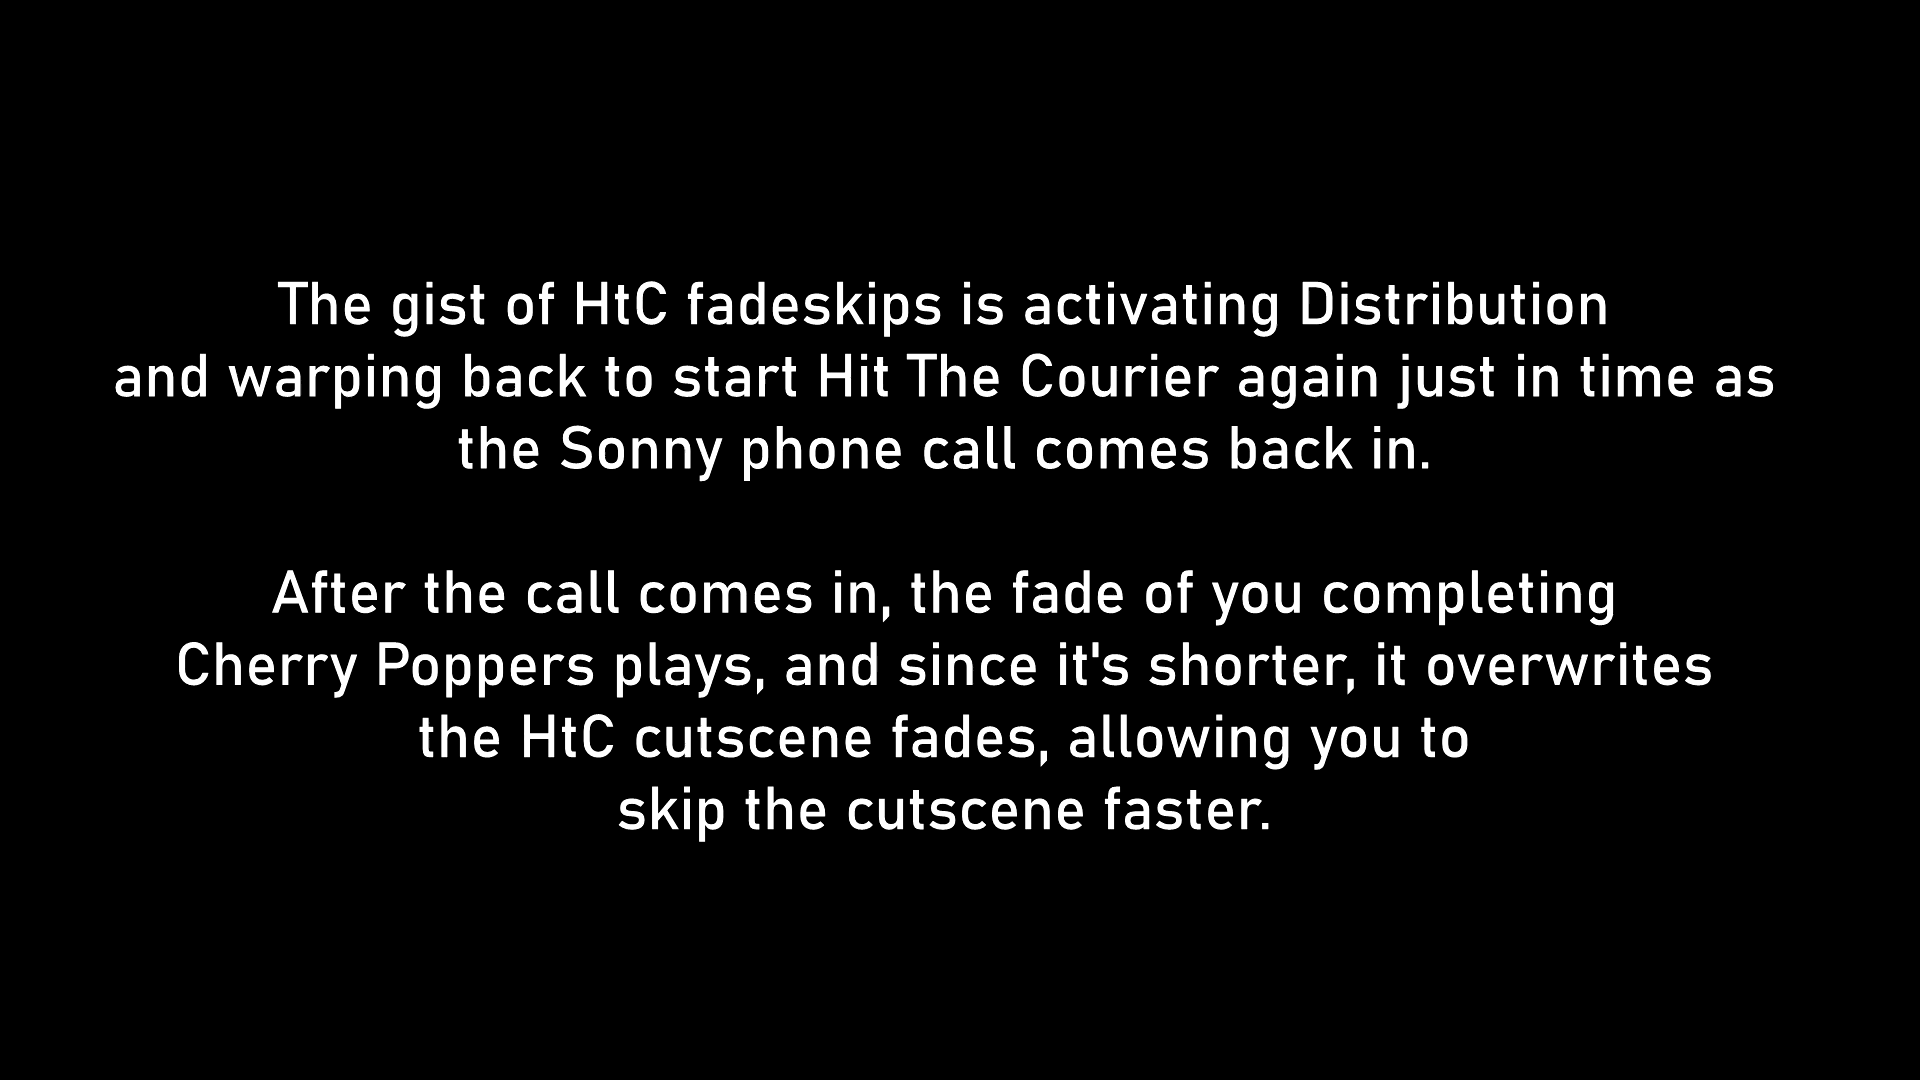 The gist of HtC fadeskips is activating Distribution
and warping back to start Hit The Courier again just in time as
the Sonny phone call comes back in.
After the call comes in, the fade of you completing
Cherry Poppers plays, and since it's shorter, it overwrites
the HtC cutscene fades, allowing you to
skip the cutscene faster.